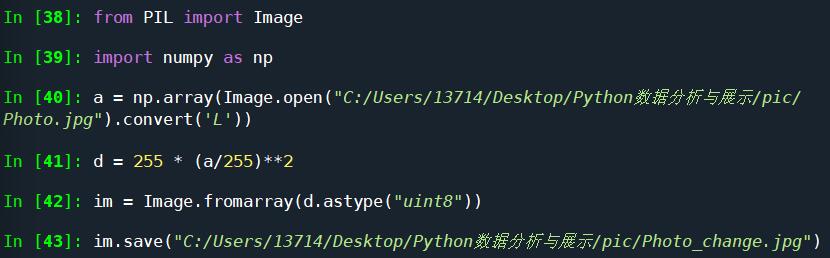 In [38]: from PIL import Image
In [39]: import numpy as np
In [40]: a = np.array(Image.open("C:/Users/13714/Desktop/Python数据分析与展示/pic/
Photo.jpg").convert('L'))
In [41]: d = 255 * (a/255)**2
In [42]: im = Image.fromarray(d.astype("uint8"))
In [43]: im.save("C:/Users/13714/Desktop/Python数据分析与展示/pic/Photo_change.jpg")